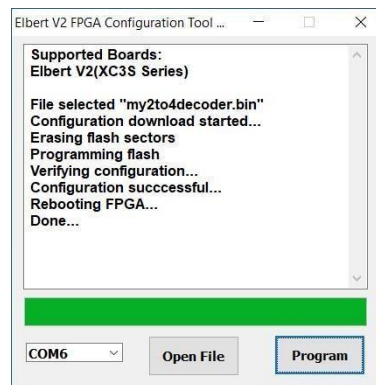 Elbert V2 FPGA Configuration Tool ...
Supported Boards:
Elbert V2(XC3S Series)
File selected "my2to4decoder.bin"
Configuration download started...
Erasing flash sectors
Programming flash
Verifying configuration...
Configuration succcessful...
Rebooting FPGA...
Done...
COM6
Open File
Program